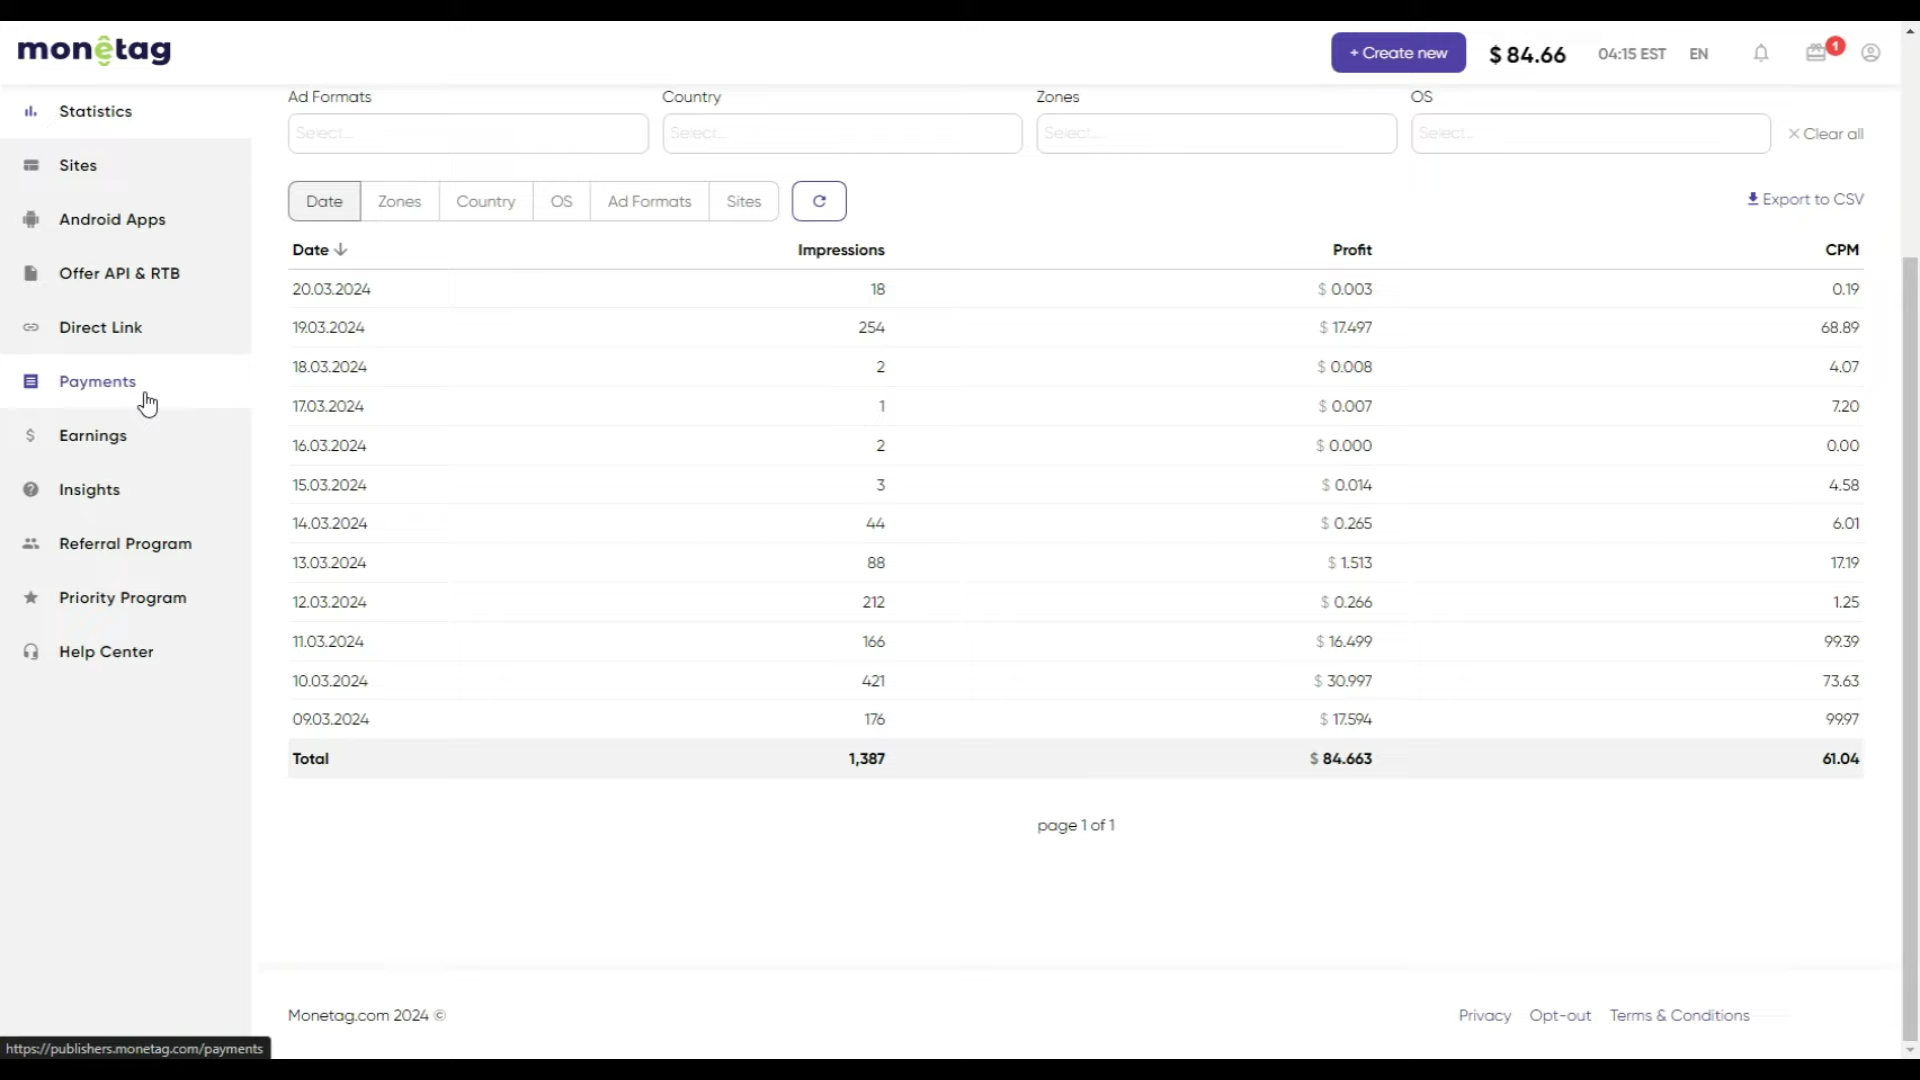 monetag
+ Create new
$ 84.66
04:15 EST
EN
1
Statistics
Sites
Android Apps
Offer API & RTB
Direct Link
Payments
Earnings
Insights
Referral Program
Priority Program
Help Center
Ad Formats Country Zones OS
Select... Select... Select... Select... × Clear all
Date Zones Country OS Ad Formats Sites
Export to CSV
Date ↓ Impressions Profit CPM
20.03.2024 18 $ 0.003 0.19
19.03.2024 254 $ 17.497 68.89
18.03.2024 2 $ 0.008 4.07
17.03.2024 1 $ 0.007 7.20
16.03.2024 2 $ 0.000 0.00
15.03.2024 3 $ 0.014 4.58
14.03.2024 44 $ 0.265 6.01
13.03.2024 88 $ 1.513 17.19
12.03.2024 212 $ 0.266 1.25
11.03.2024 166 $ 16.499 99.39
10.03.2024 421 $ 30.997 73.63
09.03.2024 176 $ 17.594 99.97
Total 1,387 $ 84.663 61.04
page 1 of 1
Monetag.com 2024 ©
Privacy Opt-out Terms & Conditions
https://publishers.monetag.com/payments